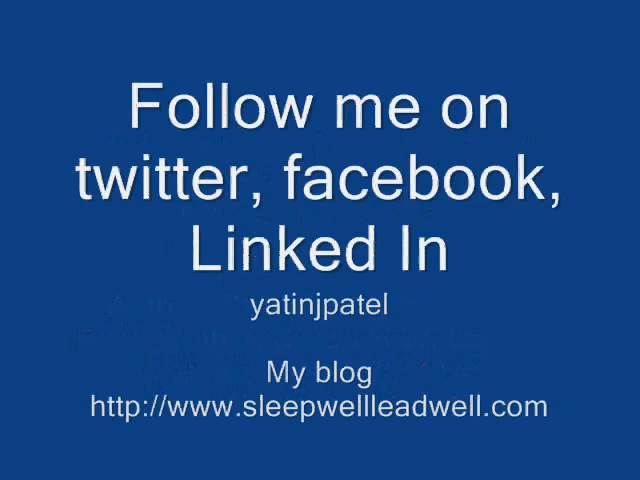 Follow me on
twitter, facebook,
Linked In
yatinjpatel
My blog
http://www.sleepwellleadwell.com